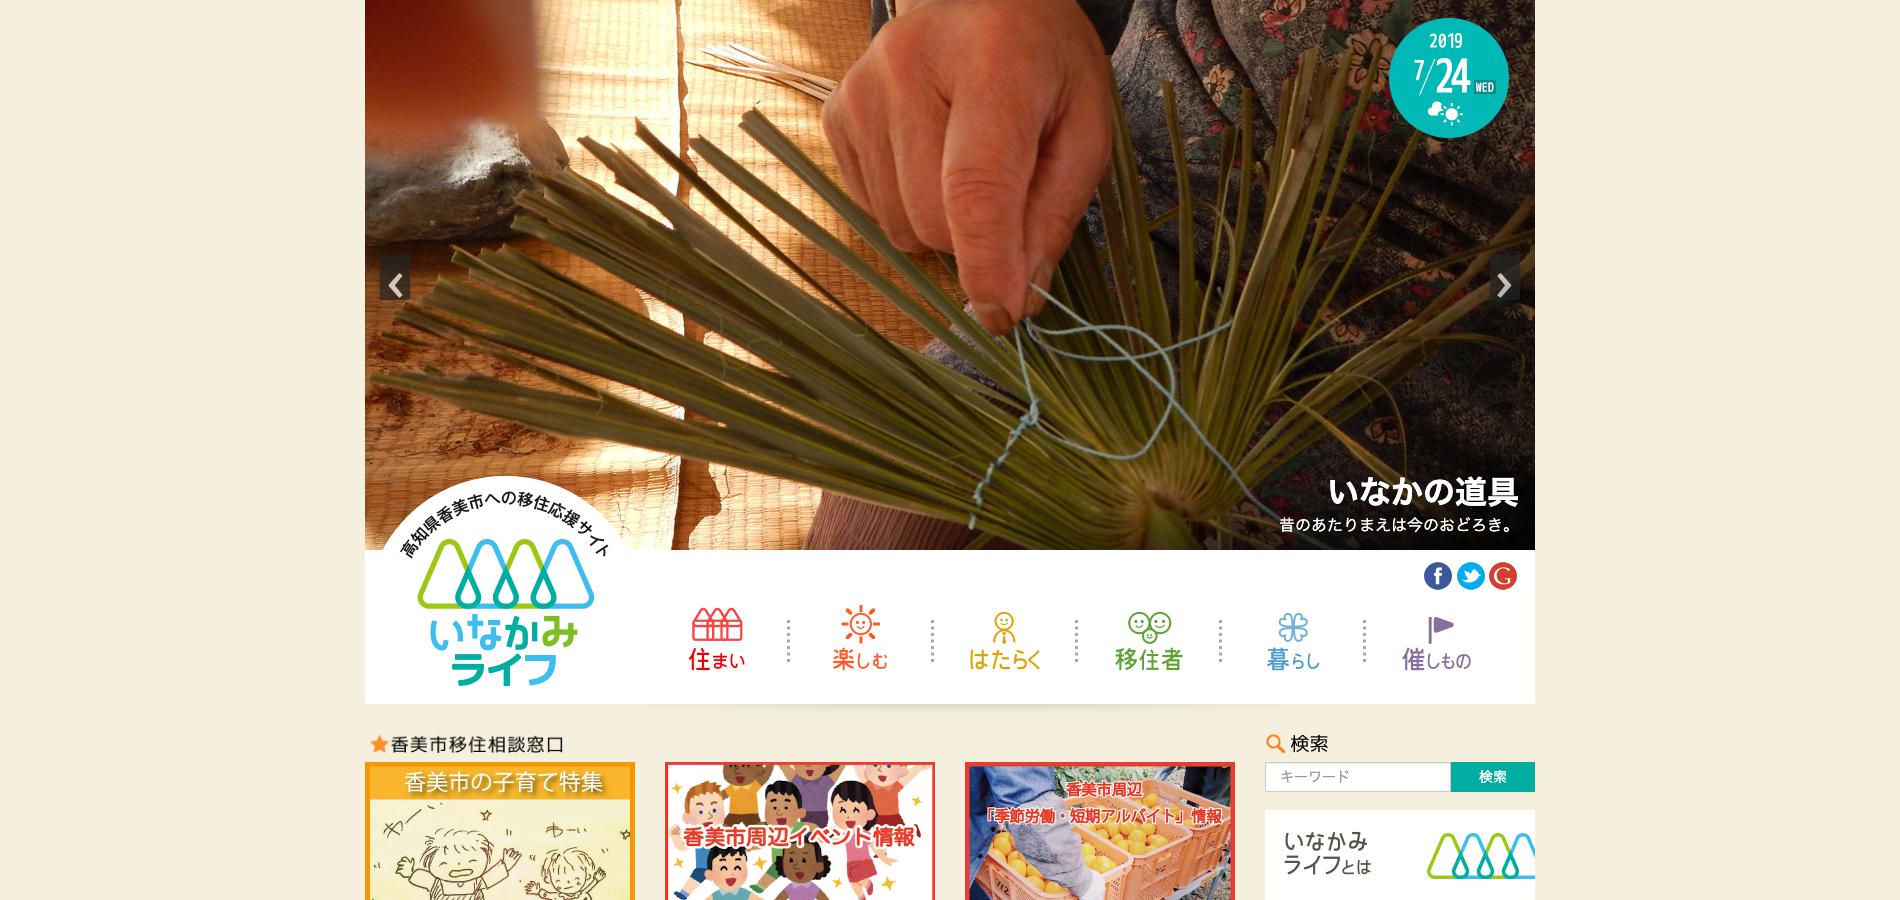 2019
7/24 WED
いなかの道具
昔のあたりまえは今のおどろき。
高知県香美市への移住応援サイト
いなかみ
ライフ
住まい
楽しむ
はたらく
移住者
暮らし
催しもの
香美市移住相談窓口
検索
香美市の子育て特集
わー
わーい
香美市周辺イベント情報
香美市周辺
「季節労働・短期アルバイト」情報
キーワード
検索
いなかみ
ライフとは